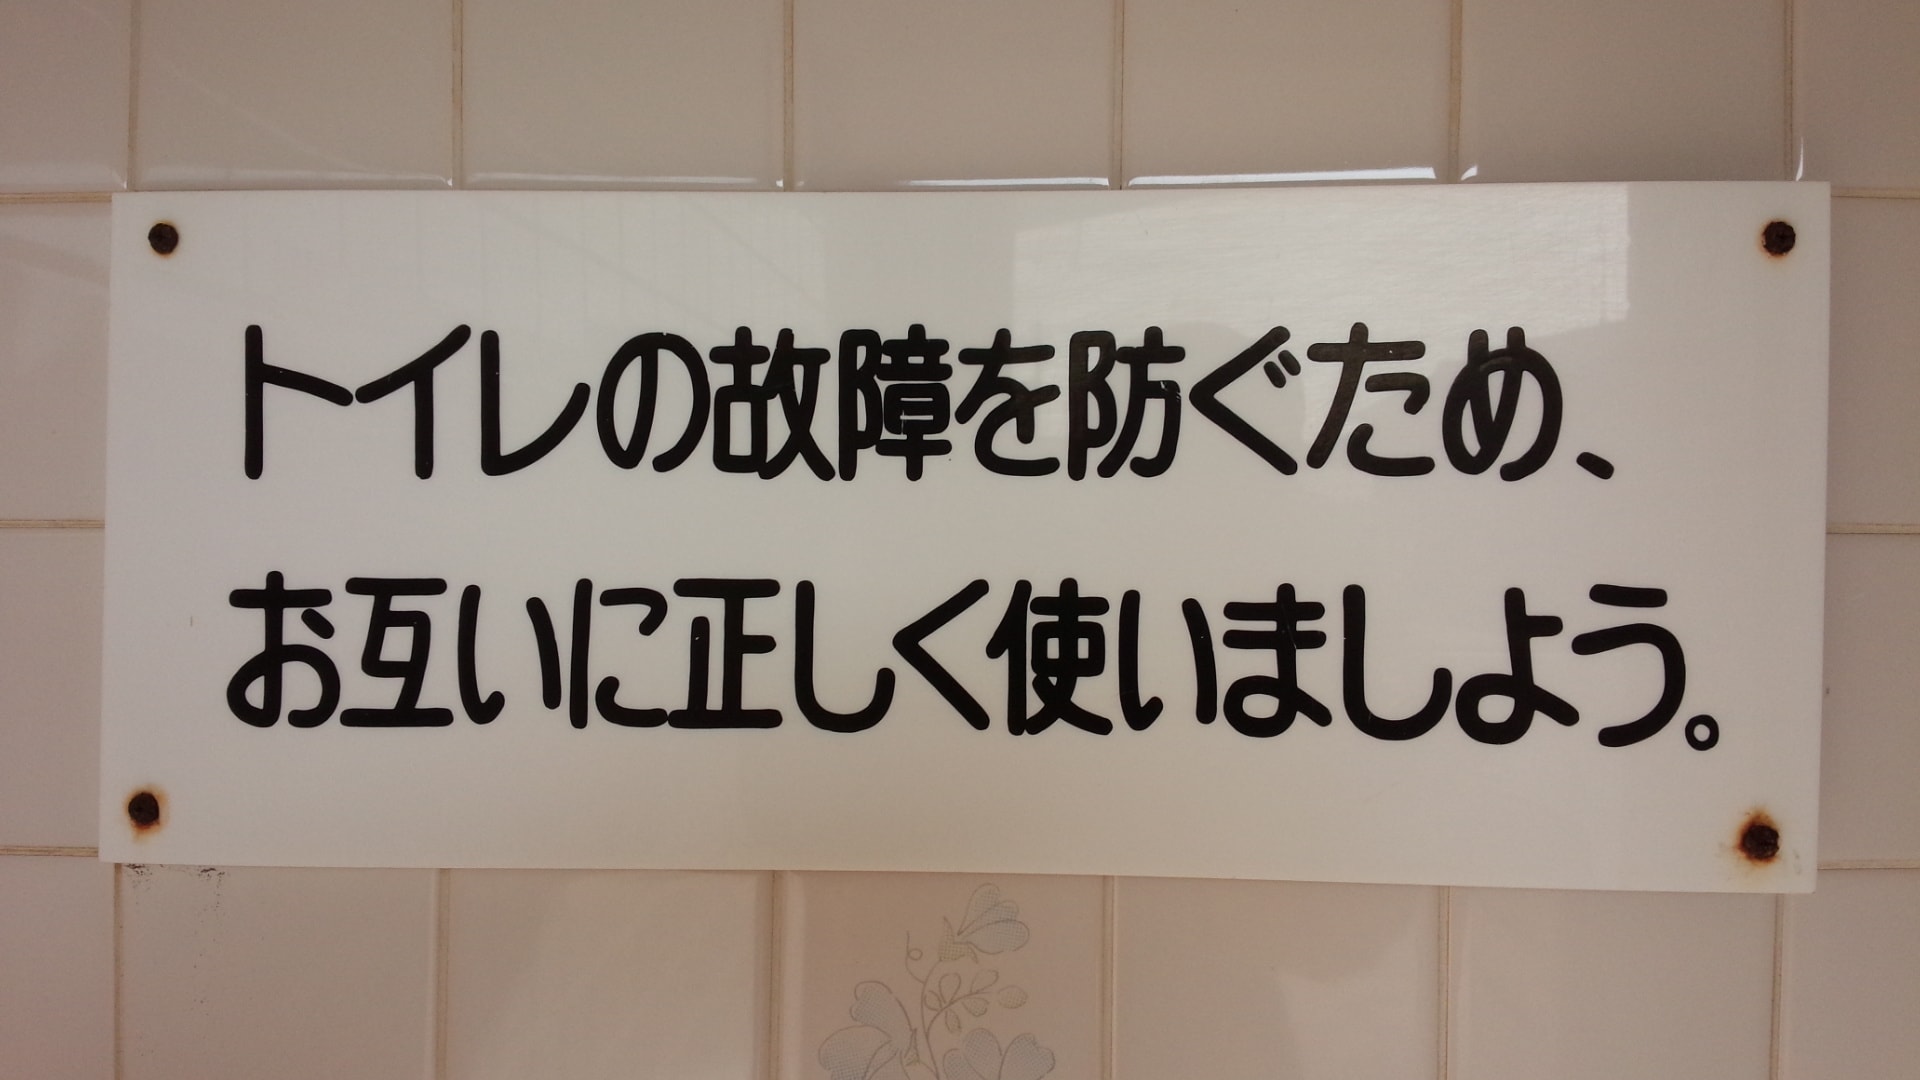 トイレの故障を防ぐため、
お互いに正しく使いましよう。